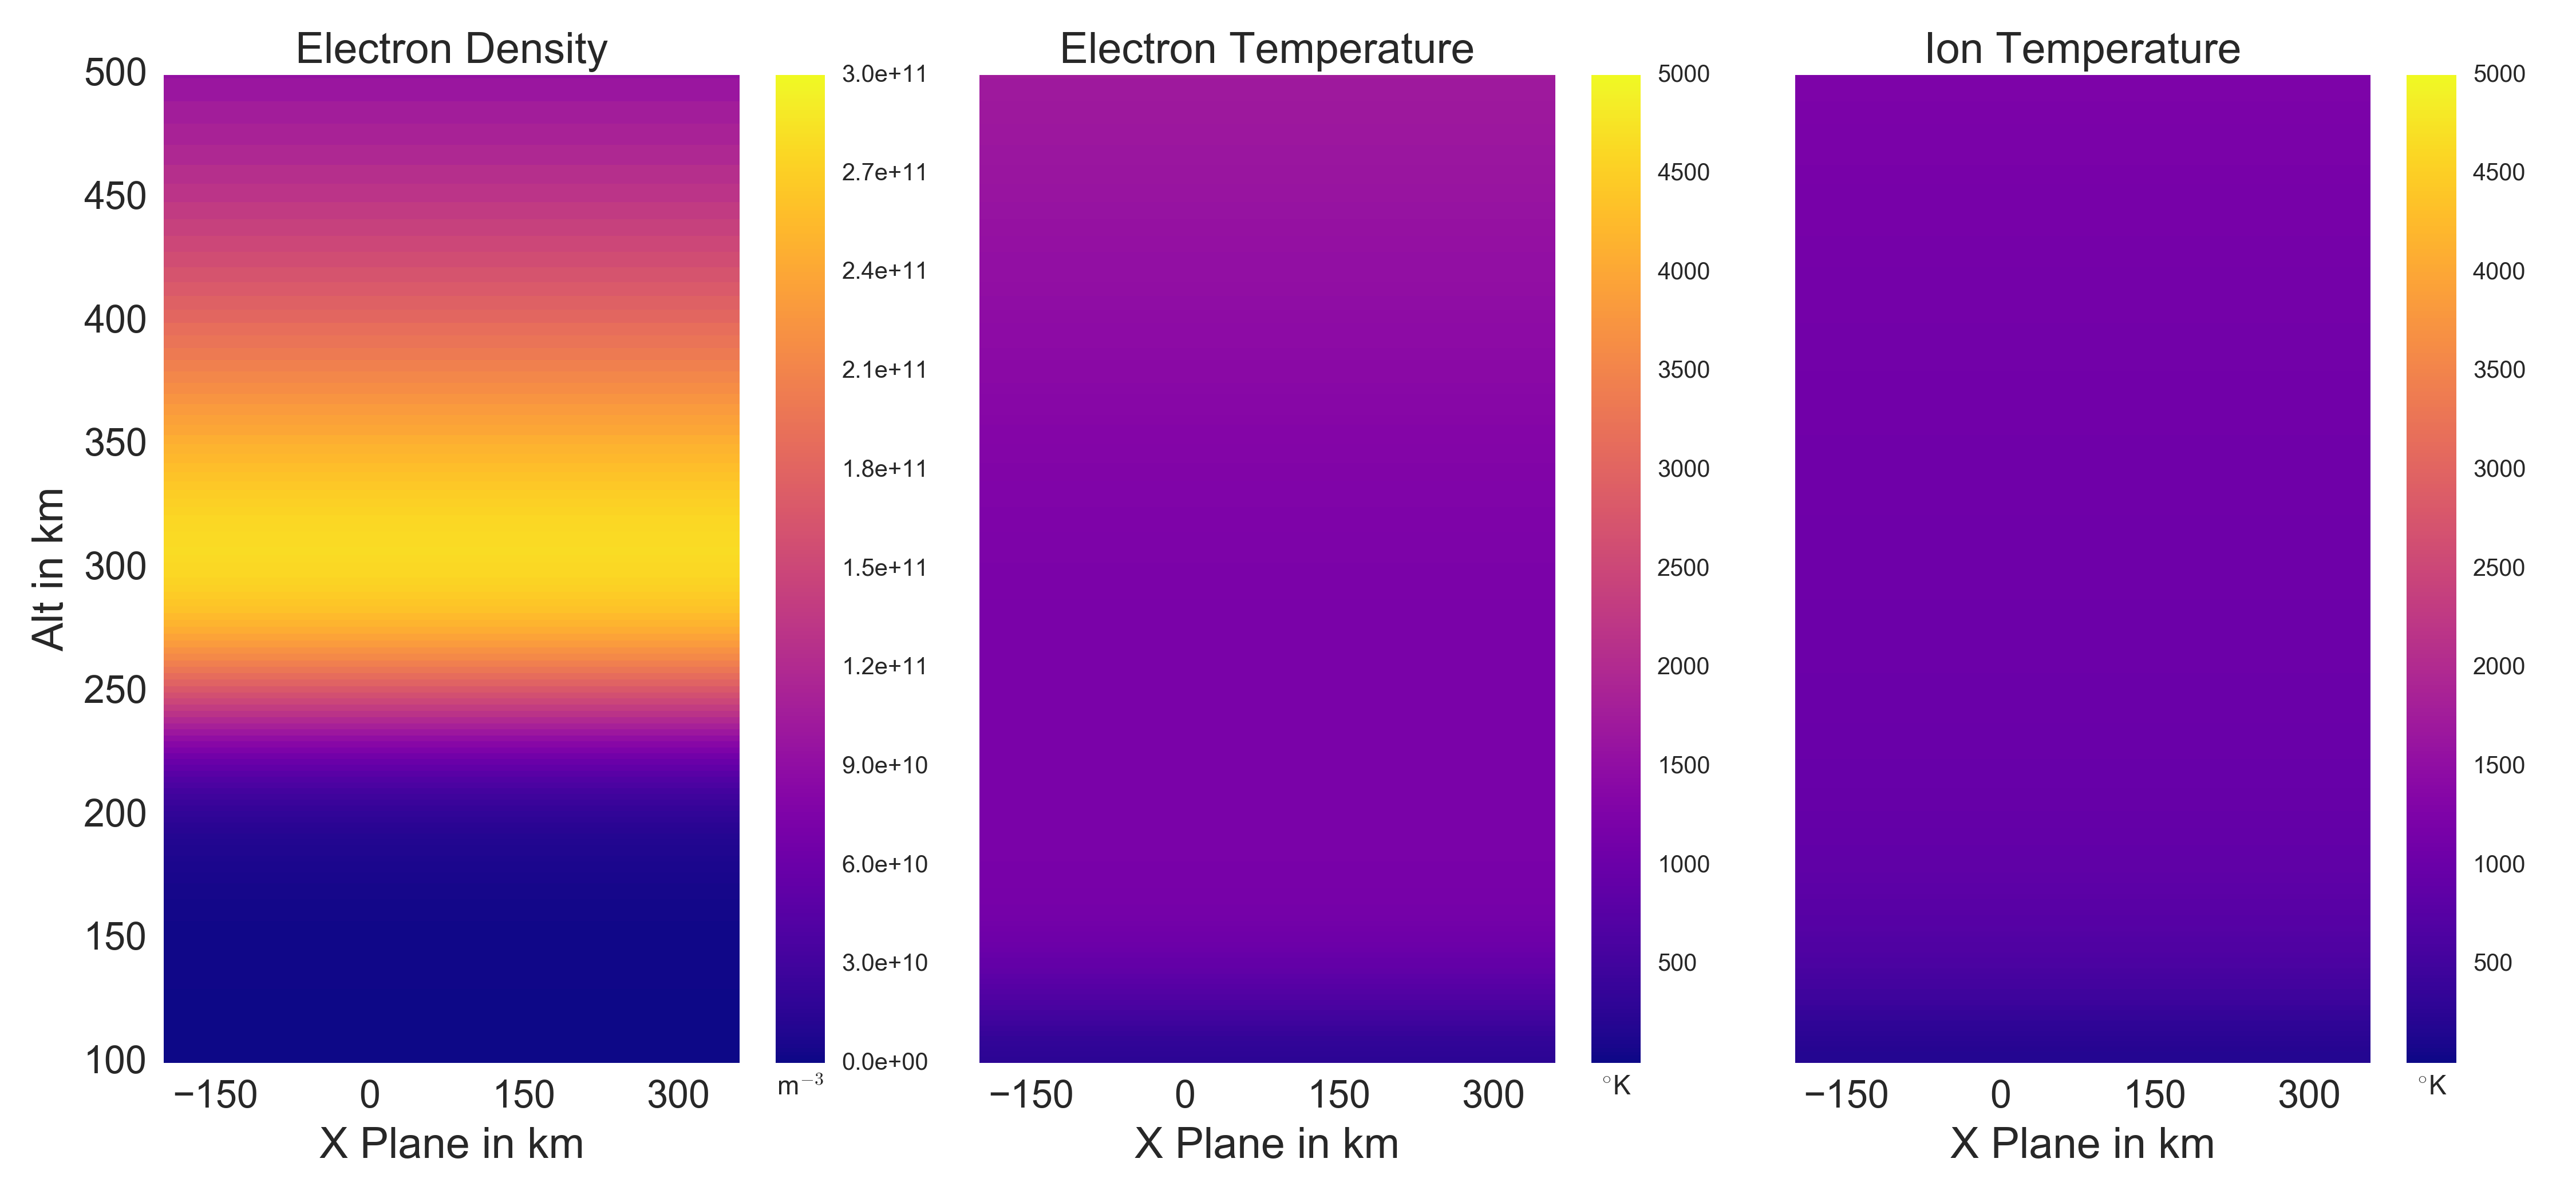 Electron Density
Electron Temperature
Ion Temperature
Alt in km
500
450
400
350
300
250
200
150
100
−150 0 150 300
X Plane in km
3.0e+11
2.7e+11
2.4e+11
2.1e+11
1.8e+11
1.5e+11
1.2e+11
9.0e+10
6.0e+10
3.0e+10
0.0e+00
m⁻³
−150 0 150 300
X Plane in km
5000
4500
4000
3500
3000
2500
2000
1500
1000
500
°K
−150 0 150 300
X Plane in km
5000
4500
4000
3500
3000
2500
2000
1500
1000
500
°K